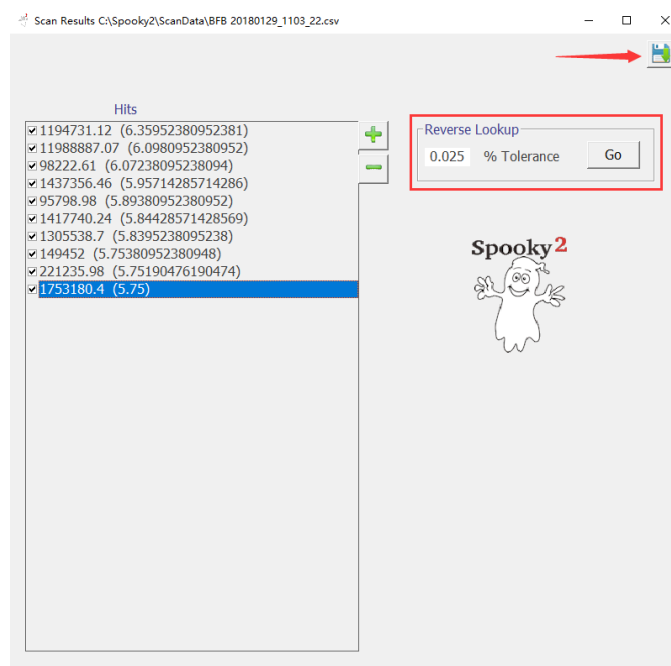 Scan Results C:\Spooky2\ScanData\BFB 20180129_1103_22.csv
Hits
1194731.12 (6.35952380952381)
11988887.07 (6.0980952380952)
98222.61 (6.07238095238094)
1437356.46 (5.95714285714286)
95798.98 (5.89380952380952)
1417740.24 (5.84428571428569)
1305538.7 (5.8395238095238)
149452 (5.75380952380948)
221235.98 (5.75190476190474)
1753180.4 (5.75)
Reverse Lookup
0.025 % Tolerance Go
Spooky2